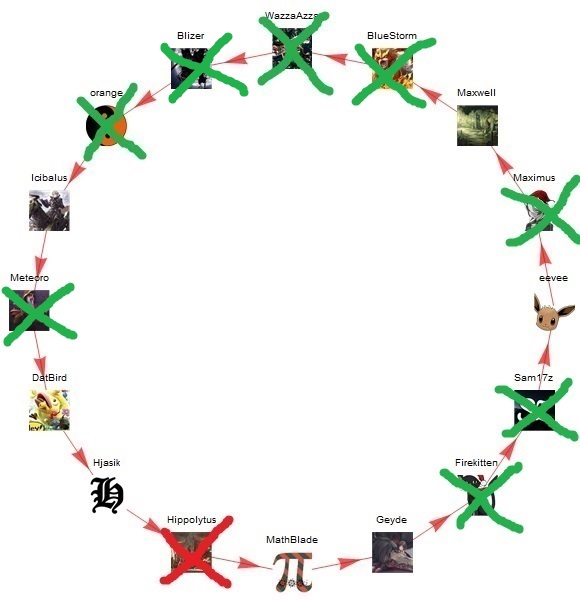 WazzaAzza
Blizer
BlueStorm
orange
Maxwell
Icibalus
Maximus
Meteoro
eevee
DatBird
Sam17z
Hjasik
Firekitten
Hippolytus
Geyde
MathBlade